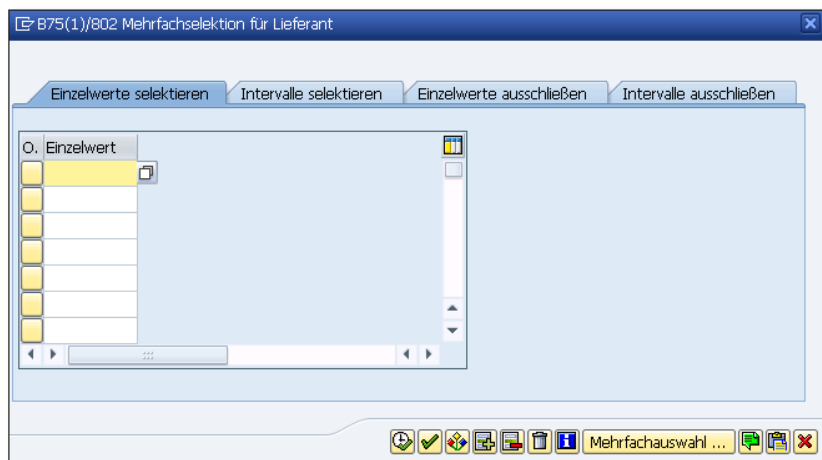 B75(1)/802 Mehrfachselektion für Lieferant
Einzelwerte selektieren Intervalle selektieren Einzelwerte ausschließen Intervalle ausschließen
O. Einzelwert
Mehrfachauswahl ...